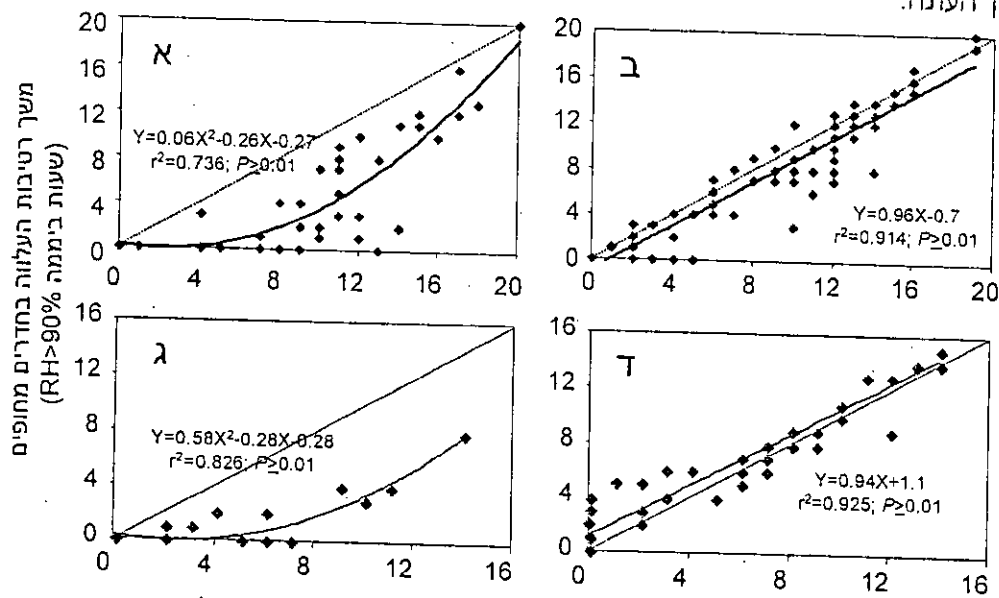 ן העונה.
משך רטיבות העלווה בחדרים מחופים
(שעות ביממה RH>90%)
א
20
16
12
8
4
0
Y=0.06X²-0.26X-0.27
r²=0.736; P≥0.01
0 4 8 12 16 20
ב
20
16
12
8
4
0
Y=0.96X-0.7
r²=0.914; P≥0.01
0 4 8 12 16 20
ג
16
12
8
4
0
Y=0.58X²-0.28X-0.28
r²=0.826; P≥0.01
0 4 8 12 16
ד
16
12
8
4
0
Y=0.94X+1.1
r²=0.925; P≥0.01
0 4 8 12 16